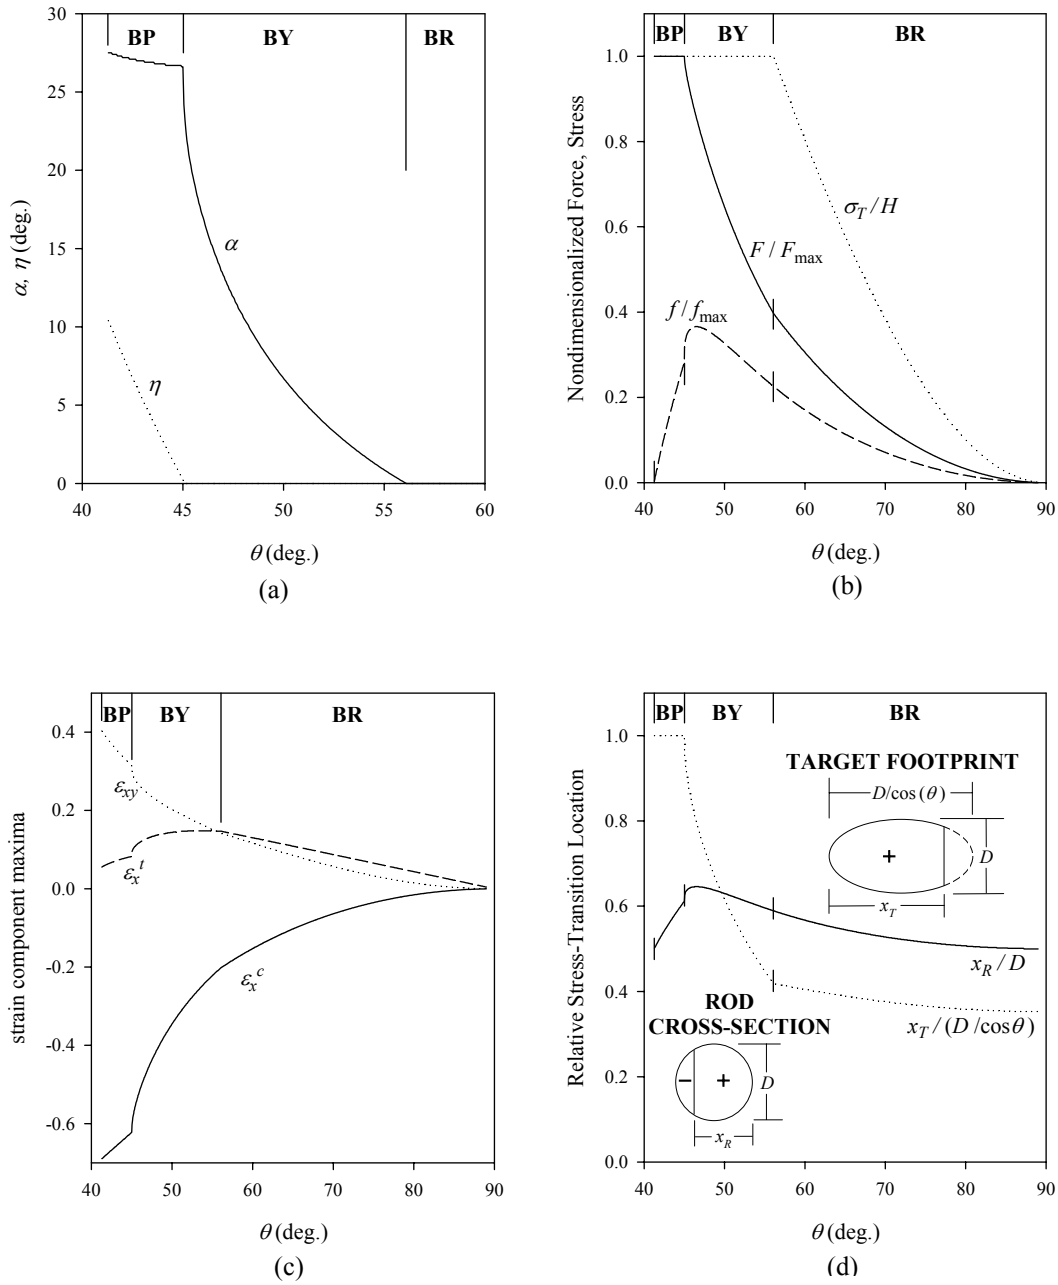 BP BY BR
30
25
20
15
10
5
0
α, η (deg.)
α
η
40 45 50 55 60
θ (deg.)
(a)
BP BY BR
1.0
0.8
0.6
0.4
0.2
0.0
Nondimensionalized Force, Stress
σT / H
F / Fmax
f / fmax
40 50 60 70 80 90
θ (deg.)
(b)
BP BY BR
0.4
0.2
0.0
-0.2
-0.4
-0.6
strain component maxima
εxy
εx t
εx c
40 50 60 70 80 90
θ (deg.)
(c)
BP BY BR
1.0
0.8
0.6
0.4
0.2
0.0
Relative Stress-Transition Location
TARGET FOOTPRINT
D/cos (θ)
+
D
xT
xR / D
xT / (D /cosθ)
ROD
CROSS-SECTION
− +
D
xR
40 50 60 70 80 90
θ (deg.)
(d)